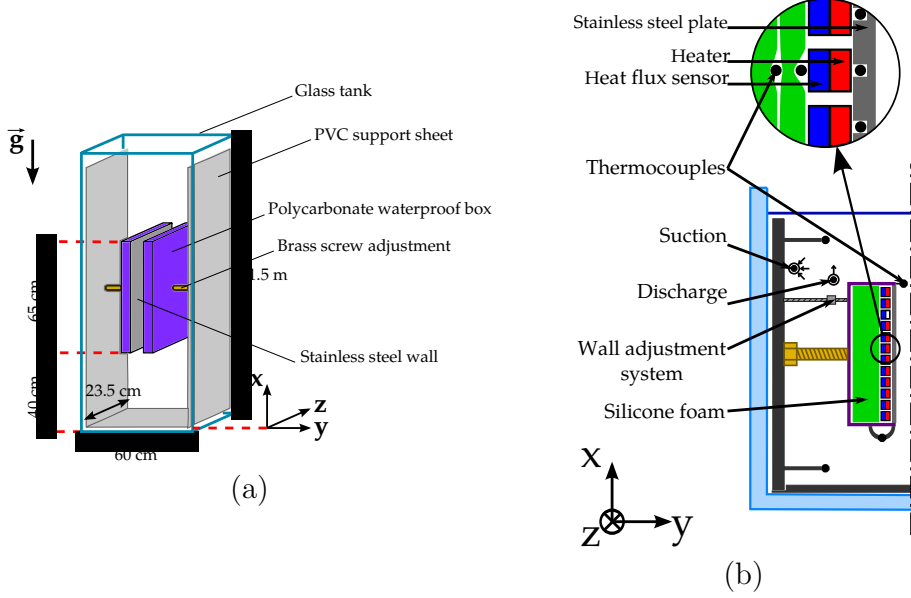 Glass tank
g
PVC support sheet
Polycarbonate waterproof box
Brass screw adjustment
1.5 m
65 cm
Stainless steel wall
40 cm
23.5 cm
x
z
y
60 cm
(a)
b)
Stainless steel plate
Heater
Heat flux sensor
Thermocouples
Suction
Discharge
Wall adjustment
system
Silicone foam
x
y
z
(b)